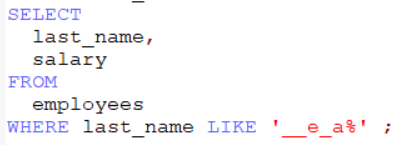 SELECT
last_name,
salary
FROM
employees
WHERE last_name LIKE '__e_a%' ;